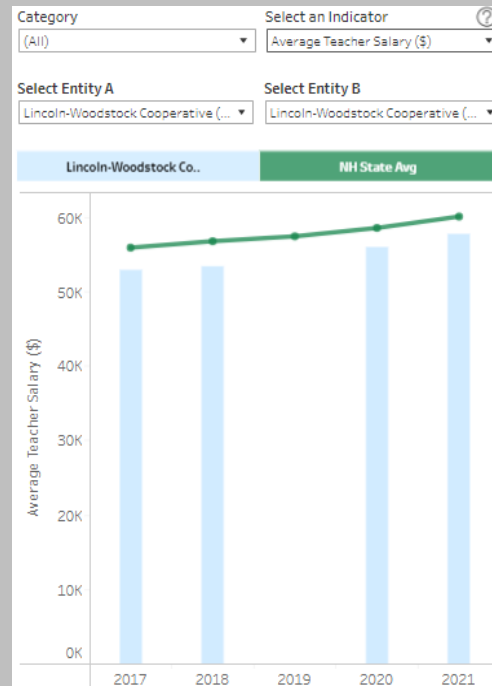 Category
Select an Indicator
?
(All)
Average Teacher Salary ($)
Select Entity A
Select Entity B
Lincoln-Woodstock Cooperative (...
Lincoln-Woodstock Cooperative (...
Lincoln-Woodstock Co..
NH State Avg
60K
50K
40K
30K
20K
10K
0K
Average Teacher Salary ($)
2017
2018
2019
2020
2021